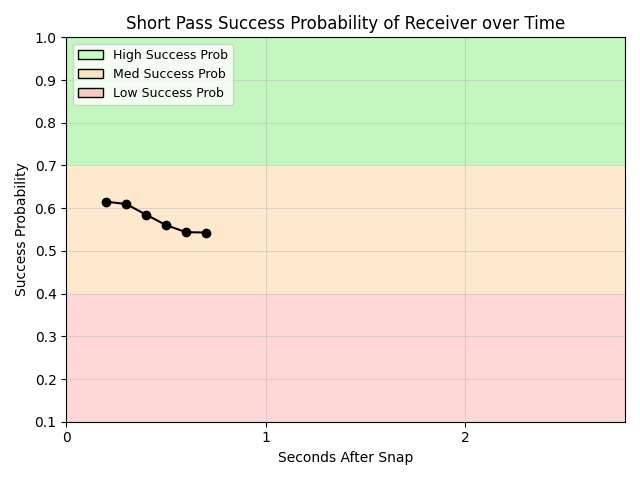 Short Pass Success Probability of Receiver over Time
High Success Prob
Med Success Prob
Low Success Prob
Success Probability
1.0
0.9
0.8
0.7
0.6
0.5
0.4
0.3
0.2
0.1
0 1 2
Seconds After Snap